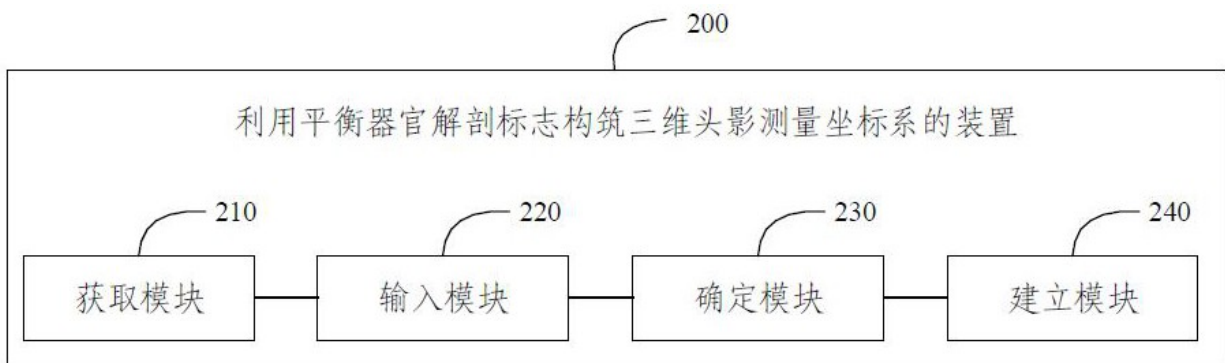 200
利用平衡器官解剖标志构筑三维头影测量坐标系的装置
210 220 230 240
获取模块 输入模块 确定模块 建立模块